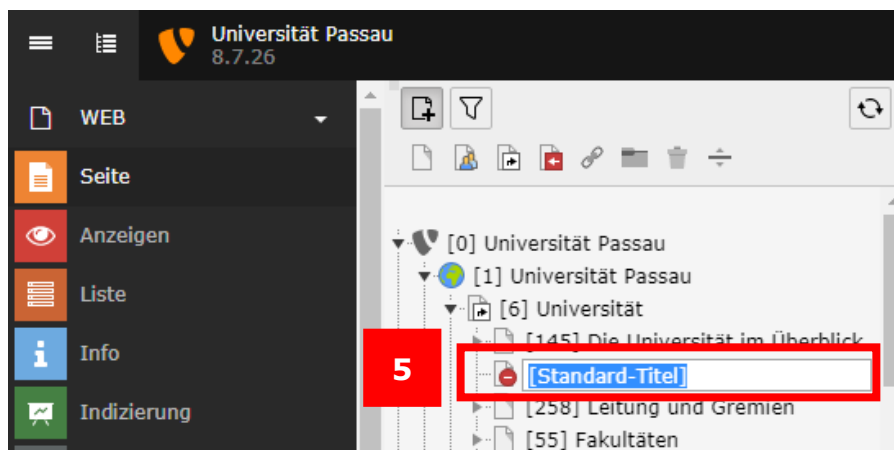 Universität Passau
8.7.26
WEB
Seite
Anzeigen
Liste
Info
Indizierung
[0] Universität Passau
[1] Universität Passau
[6] Universität
[145] Die Universität im Überblick
5
[Standard-Titel]
[258] Leitung und Gremien
[55] Fakultäten